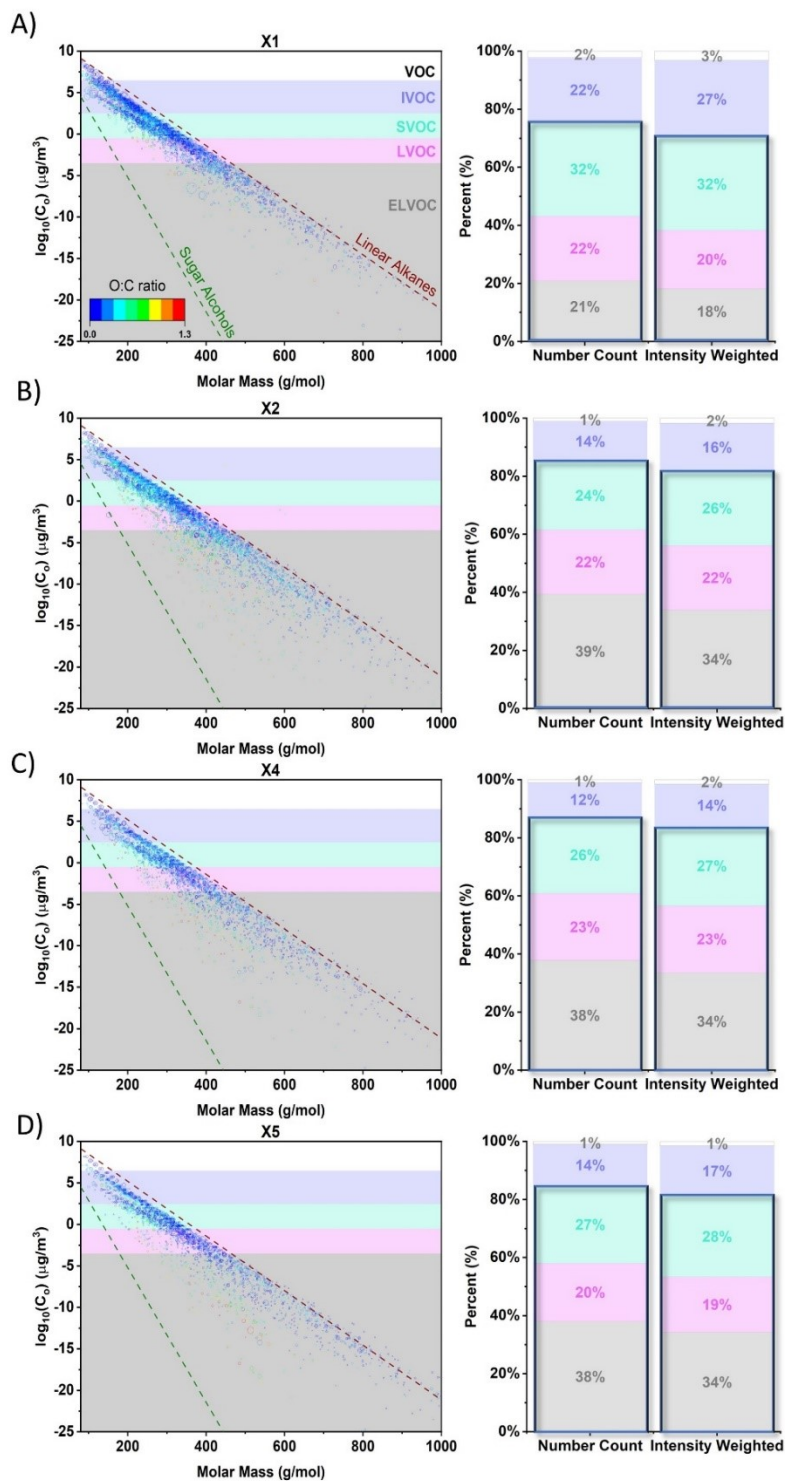 A)
X1
10
5
0
-5
-10
-15
-20
-25
log10(Co) (μg/m3)
VOC
IVOC
SVOC
LVOC
ELVOC
Linear Alkanes
Sugar Alcohols
O:C ratio
0.0 1.3
200 400 600 800 1000
Molar Mass (g/mol)
100%
80%
60%
40%
20%
0%
Percent (%)
2% 3%
22% 27%
32% 32%
22% 20%
21% 18%
Number Count Intensity Weighted
B)
X2
10
5
0
-5
-10
-15
-20
-25
log10(Co) (μg/m3)
200 400 600 800 1000
Molar Mass (g/mol)
100%
80%
60%
40%
20%
0%
Percent (%)
1% 2%
14% 16%
24% 26%
22% 22%
39% 34%
Number Count Intensity Weighted
C)
X4
10
5
0
-5
-10
-15
-20
-25
log10(Co) (μg/m3)
200 400 600 800 1000
Molar Mass (g/mol)
100%
80%
60%
40%
20%
0%
Percent (%)
1% 2%
12% 14%
26% 27%
23% 23%
38% 34%
Number Count Intensity Weighted
D)
X5
10
5
0
-5
-10
-15
-20
-25
log10(Co) (μg/m3)
200 400 600 800 1000
Molar Mass (g/mol)
100%
80%
60%
40%
20%
0%
Percent (%)
1% 1%
14% 17%
27% 28%
20% 19%
38% 34%
Number Count Intensity Weighted